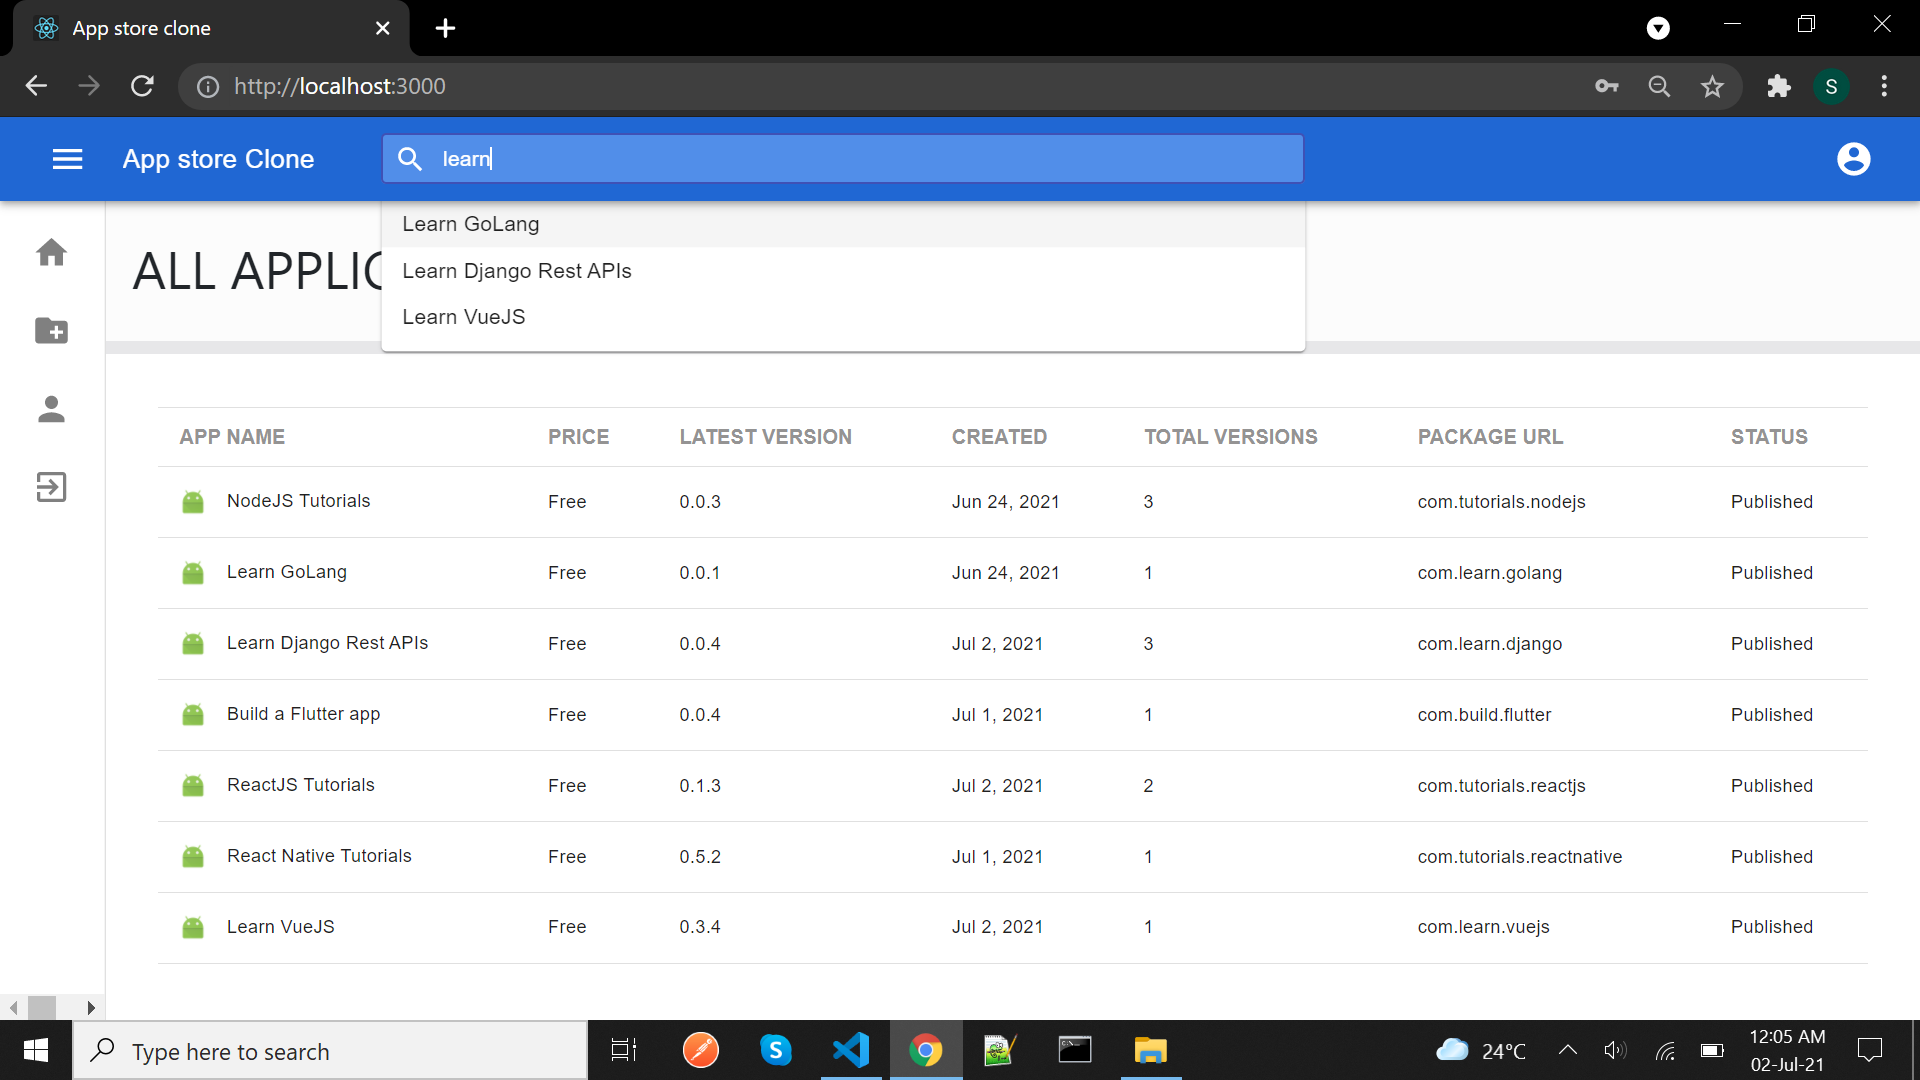 App store clone
http://localhost:3000
S
App store Clone
learn
Learn GoLang
Learn Django Rest APIs
Learn VueJS
ALL APPLIC
APP NAME PRICE LATEST VERSION CREATED TOTAL VERSIONS PACKAGE URL STATUS
NodeJS Tutorials Free 0.0.3 Jun 24, 2021 3 com.tutorials.nodejs Published
Learn GoLang Free 0.0.1 Jun 24, 2021 1 com.learn.golang Published
Learn Django Rest APIs Free 0.0.4 Jul 2, 2021 3 com.learn.django Published
Build a Flutter app Free 0.0.4 Jul 1, 2021 1 com.build.flutter Published
ReactJS Tutorials Free 0.1.3 Jul 2, 2021 2 com.tutorials.reactjs Published
React Native Tutorials Free 0.5.2 Jul 1, 2021 1 com.tutorials.reactnative Published
Learn VueJS Free 0.3.4 Jul 2, 2021 1 com.learn.vuejs Published
Type here to search
S
24°C
12:05 AM
02-Jul-21